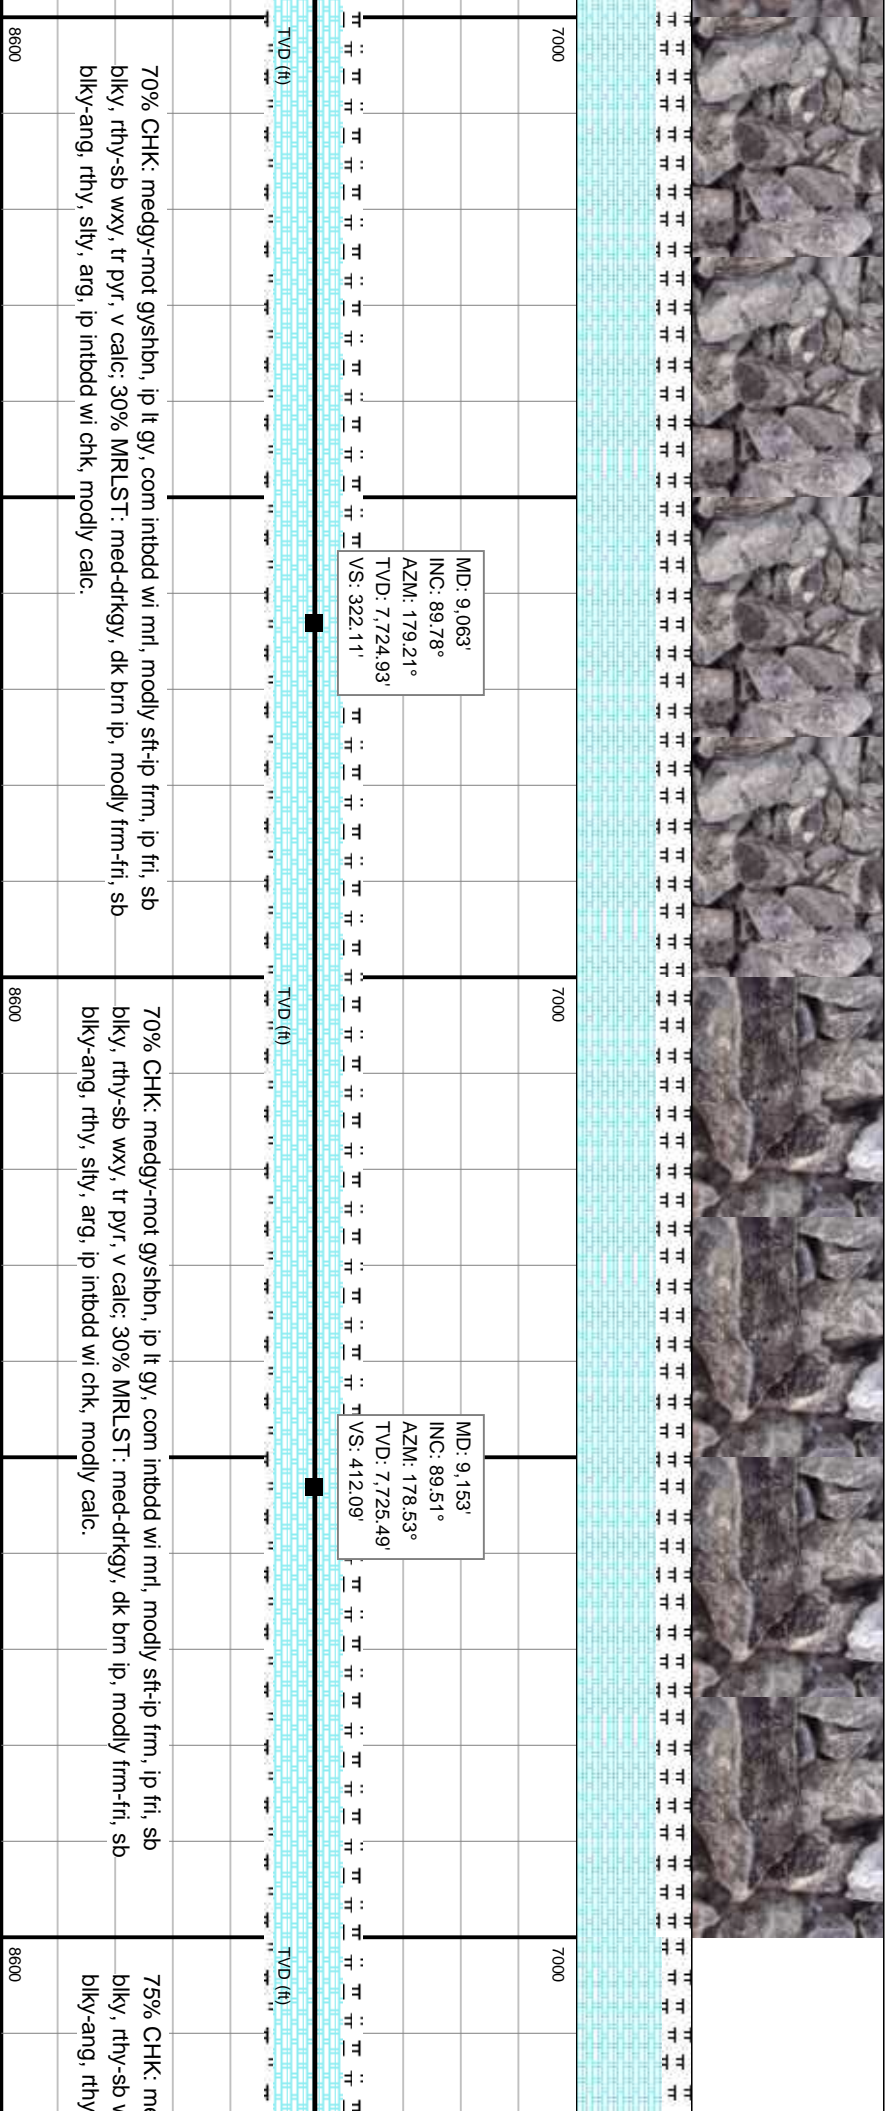 7000
TVD (ft)
8600
MD: 9,063'
INC: 89.78°
AZM: 179.21°
TVD: 7,724.93'
VS: 322.11'
70% CHK: medgy-mot gyshbn, ip lt gy, com intbdd wi mrl, modly sft-ip frm, ip fri, sb
blky, rthy-sb wxy, tr pyr, v calc; 30% MRLST: med-drkgy, dk brn ip, modly frm-fri, sb
blky-ang, rthy, slty, arg, ip intbdd wi chk, modly calc.
7000
TVD (ft)
8600
MD: 9,153'
INC: 89.51°
AZM: 178.53°
TVD: 7,725.49'
VS: 412.09'
70% CHK: medgy-mot gyshbn, ip lt gy, com intbdd wi mrl, modly sft-ip frm, ip fri, sb
blky, rthy-sb wxy, tr pyr, v calc; 30% MRLST: med-drkgy, dk brn ip, modly frm-fri, sb
blky-ang, rthy, slty, arg, ip intbdd wi chk, modly calc.
7000
TVD (ft)
8600
75% CHK: me
blky, rthy-sb
blky-ang, rthy